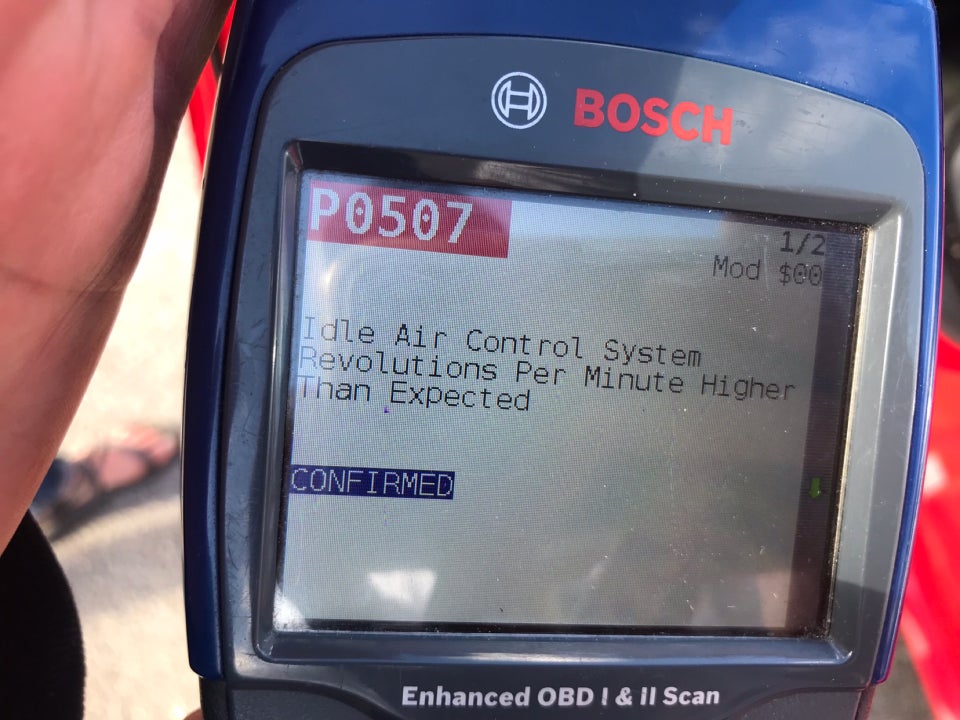 BOSCH
P0507
1/2
Mod $00
Idle Air Control System
Revolutions Per Minute Higher
Than Expected
CONFIRMED
Enhanced OBD I & iI Scan